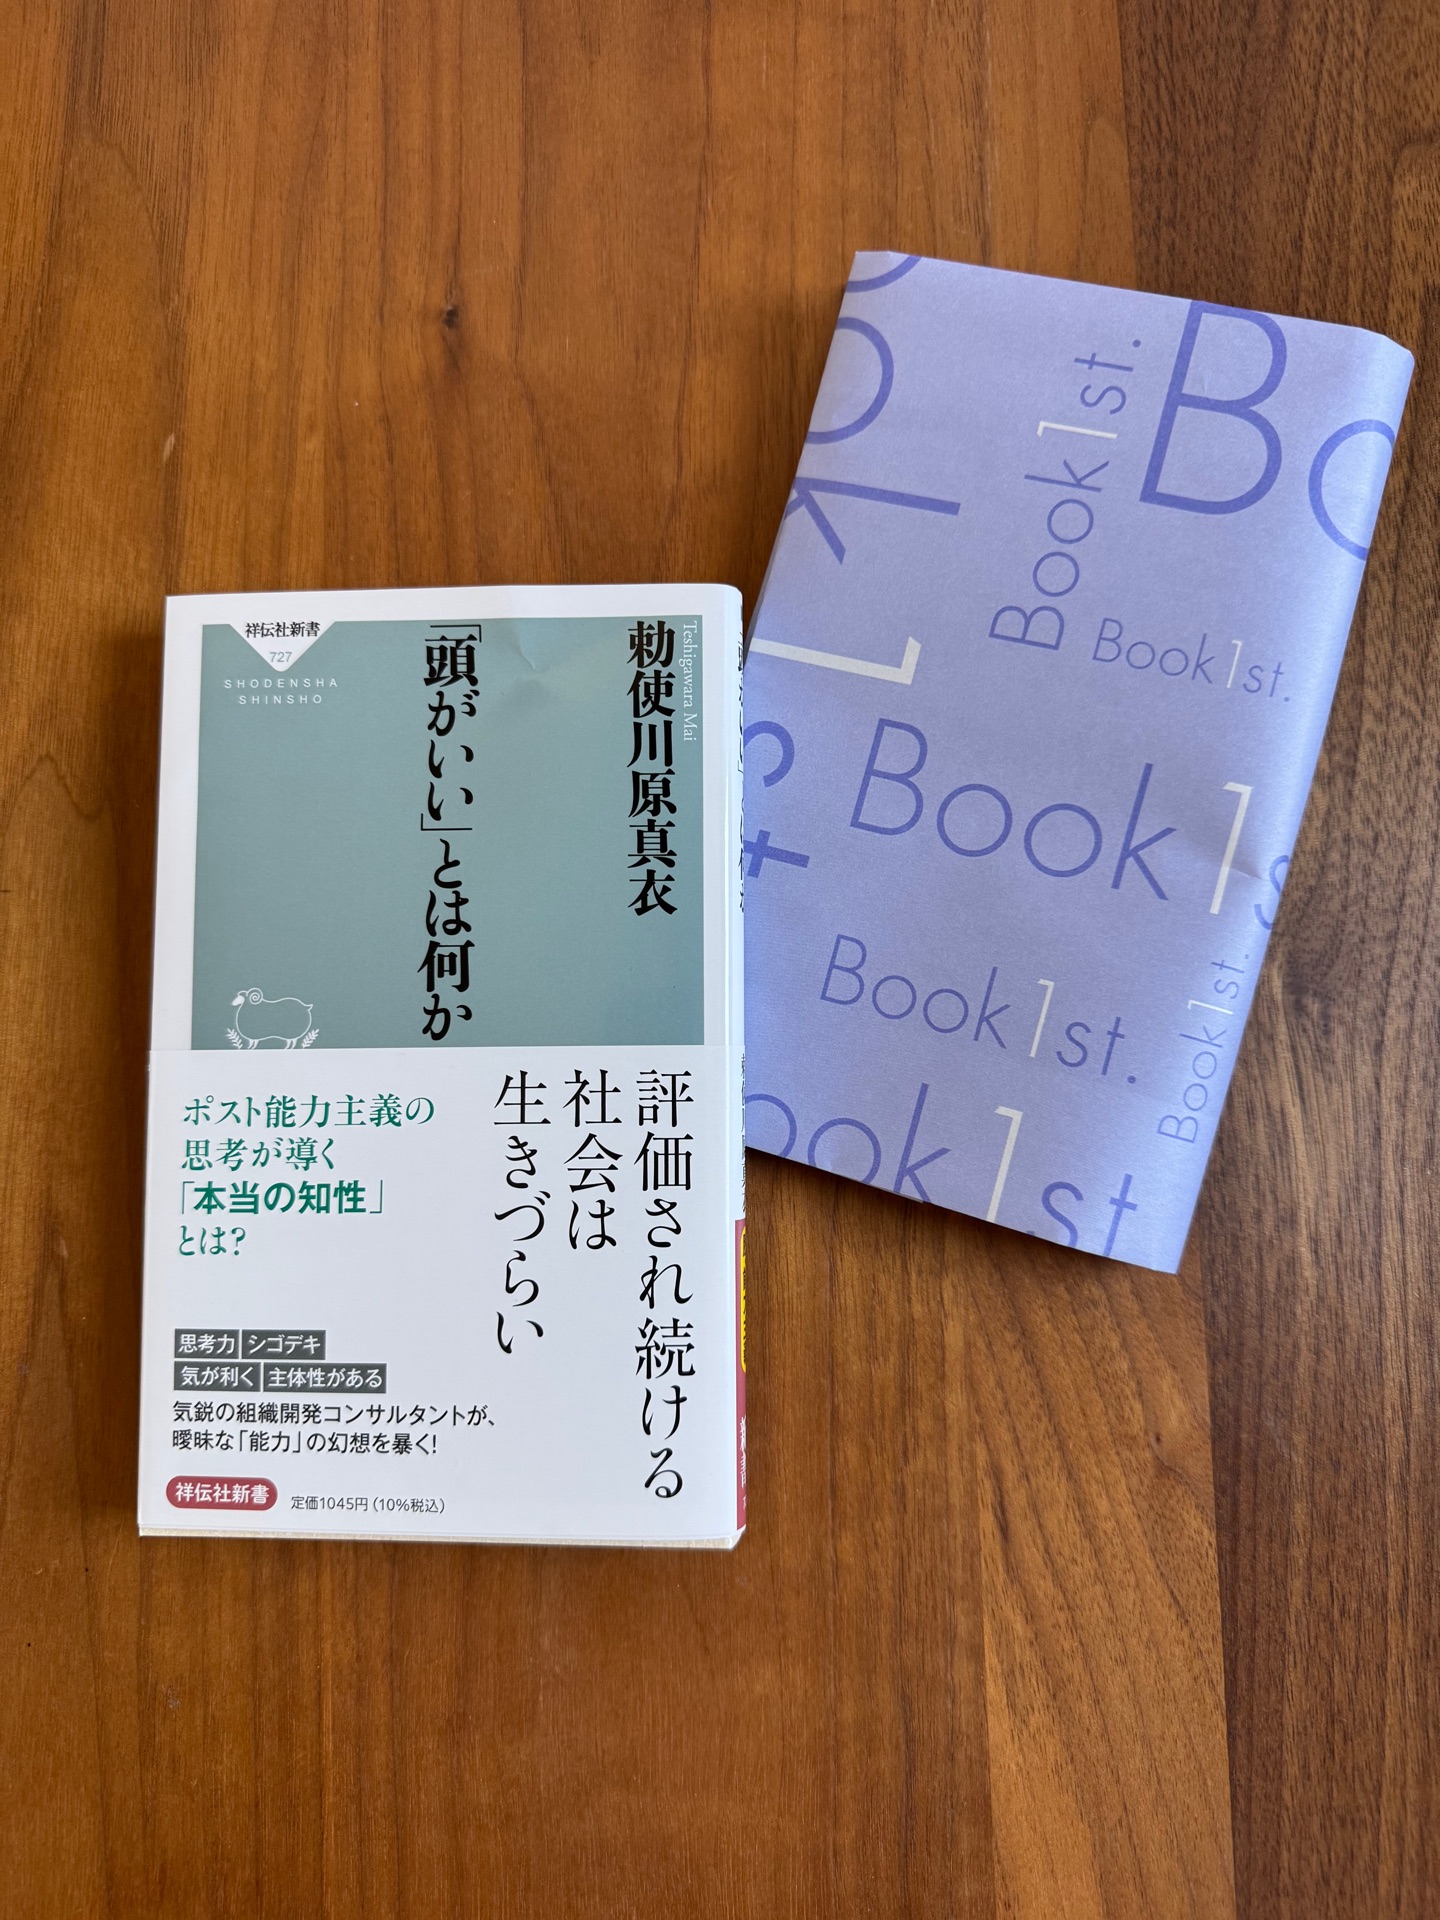 祥伝社新書
727
SHODENSHA
SHINSHO
Teshigawara Mai
勅使川原真衣
「頭がいい」とは何か
評価され続ける
社会は
生きづらい
ポスト能力主義の
思考が導く
「本当の知性」
とは?
思考力 シゴデキ
気が利く 主体性がある
気鋭の組織開発コンサルタントが、
曖昧な「能力」の幻想を暴く!
祥伝社新書
定価1045円(10%税込)
Book1st.
Bo
Book1st.
Book1s
Book1st.
Book1st.
ook1st